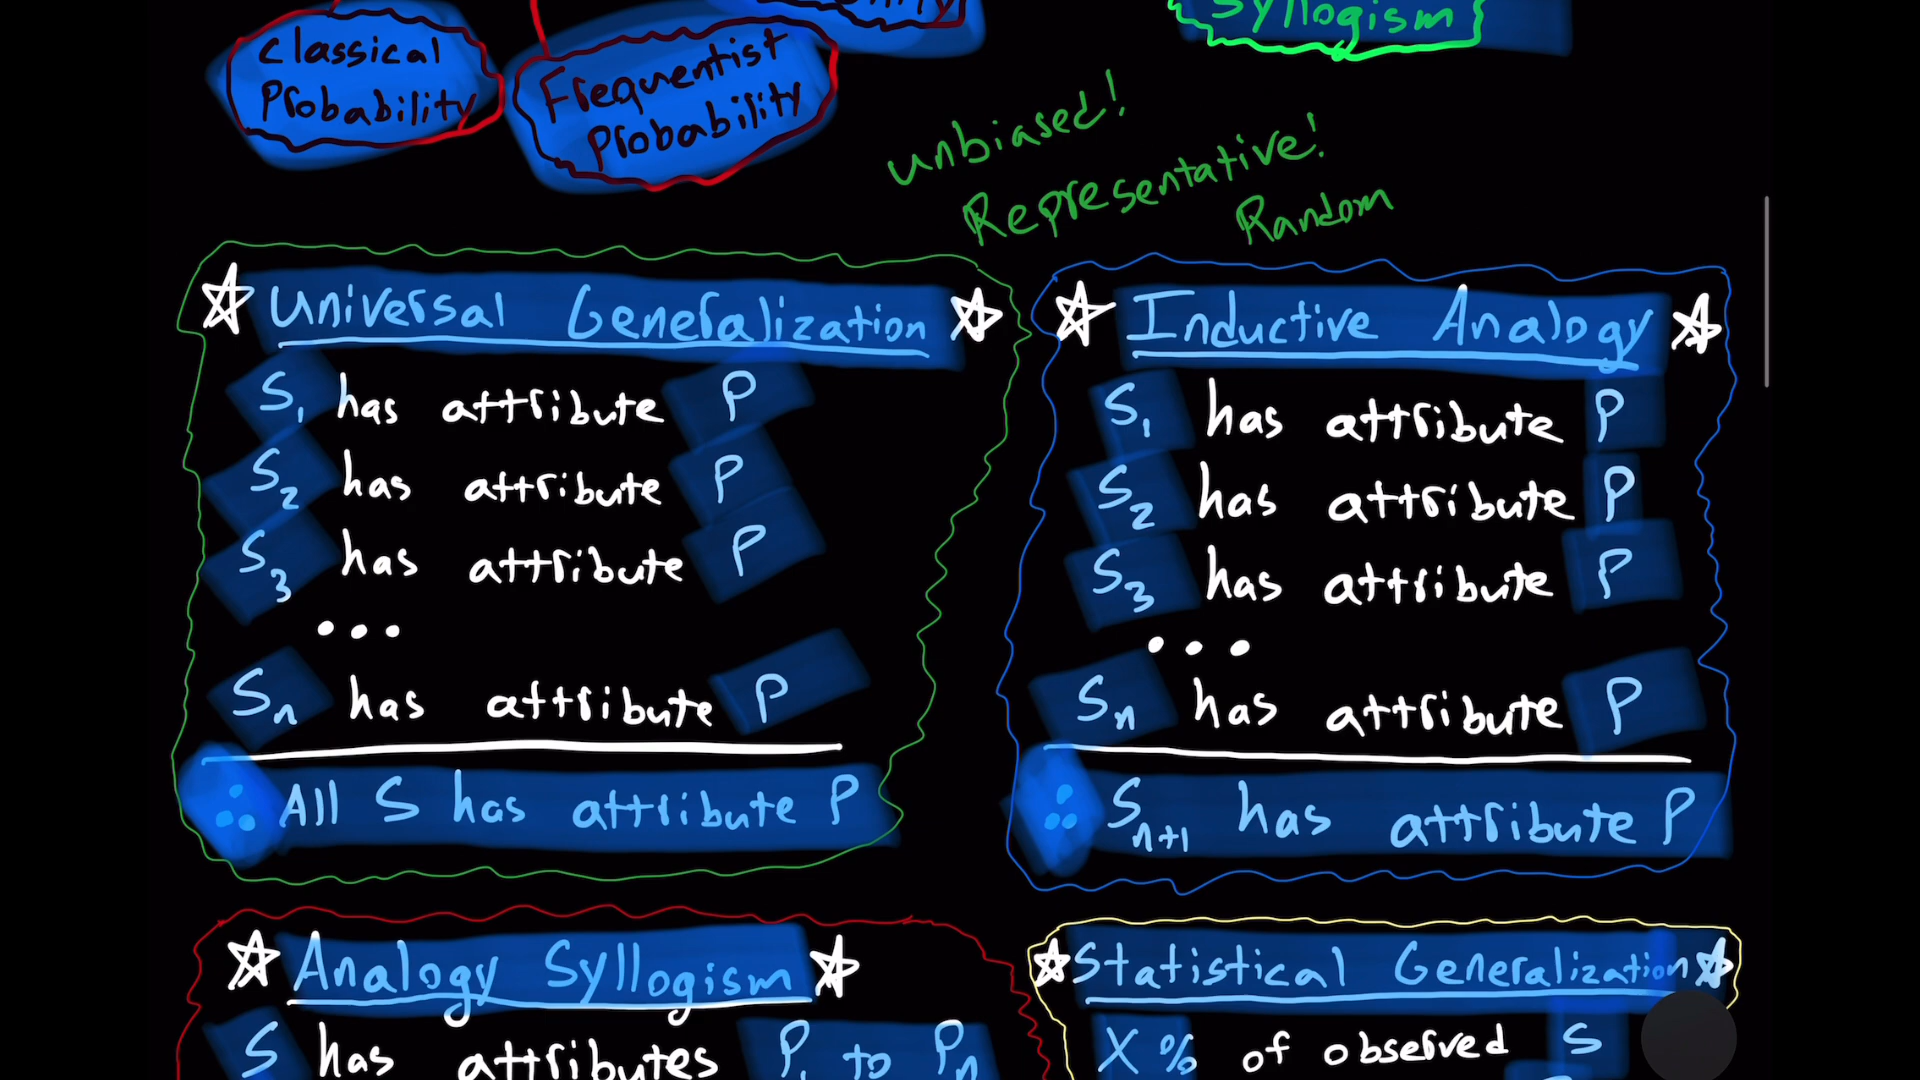 Classical
Probability
Frequentist
Probability
Syllogism
unbiased!
Representative!
Random
Universal Generalization
S₁ has attribute P
S₂ has attribute P
S₃ has attribute P
...
Sₙ has attribute P
∴ All S has attribute P
Inductive Analogy
S₁ has attribute P
S₂ has attribute P
S₃ has attribute P
...
Sₙ has attribute P
∴ Sₙ₊₁ has attribute P
Analogy Syllogism
S has attributes P₁ to Pₙ
Statistical Generalization
X% of observed S